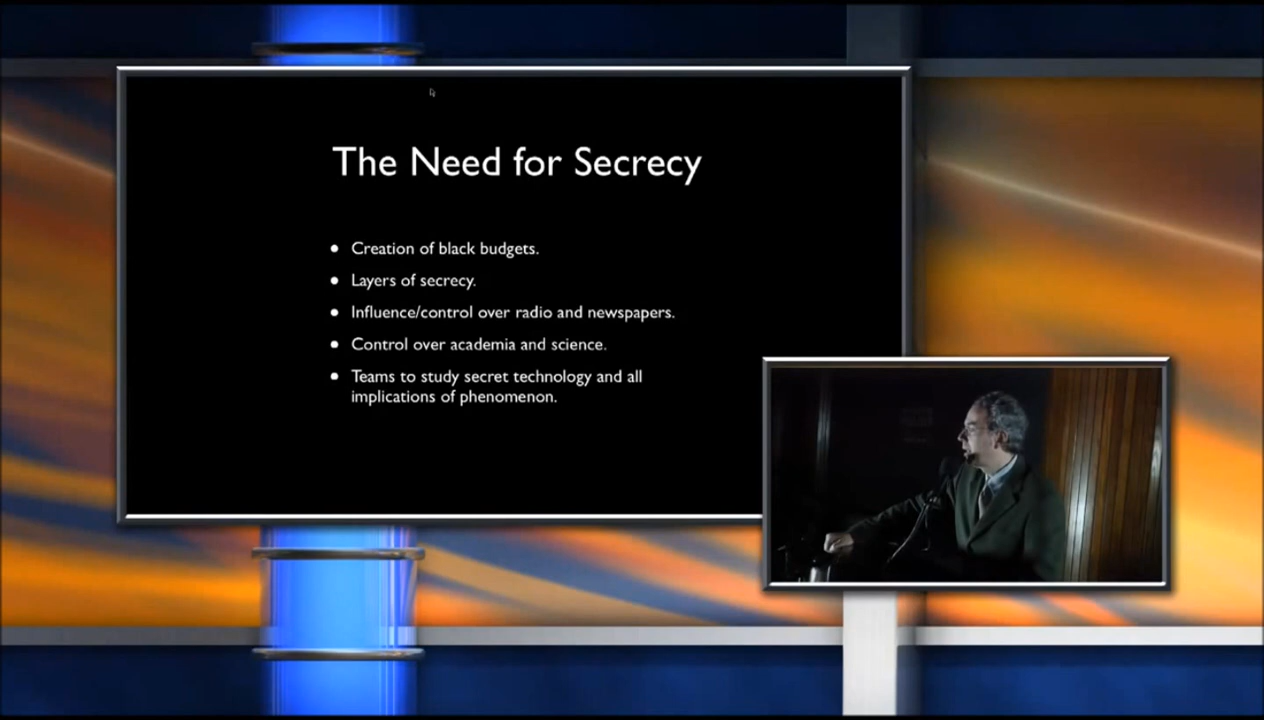 The Need for Secrecy
• Creation of black budgets.
• Layers of secrecy.
• Influence/control over radio and newspapers.
• Control over academia and science.
• Teams to study secret technology and all
implications of phenomenon.